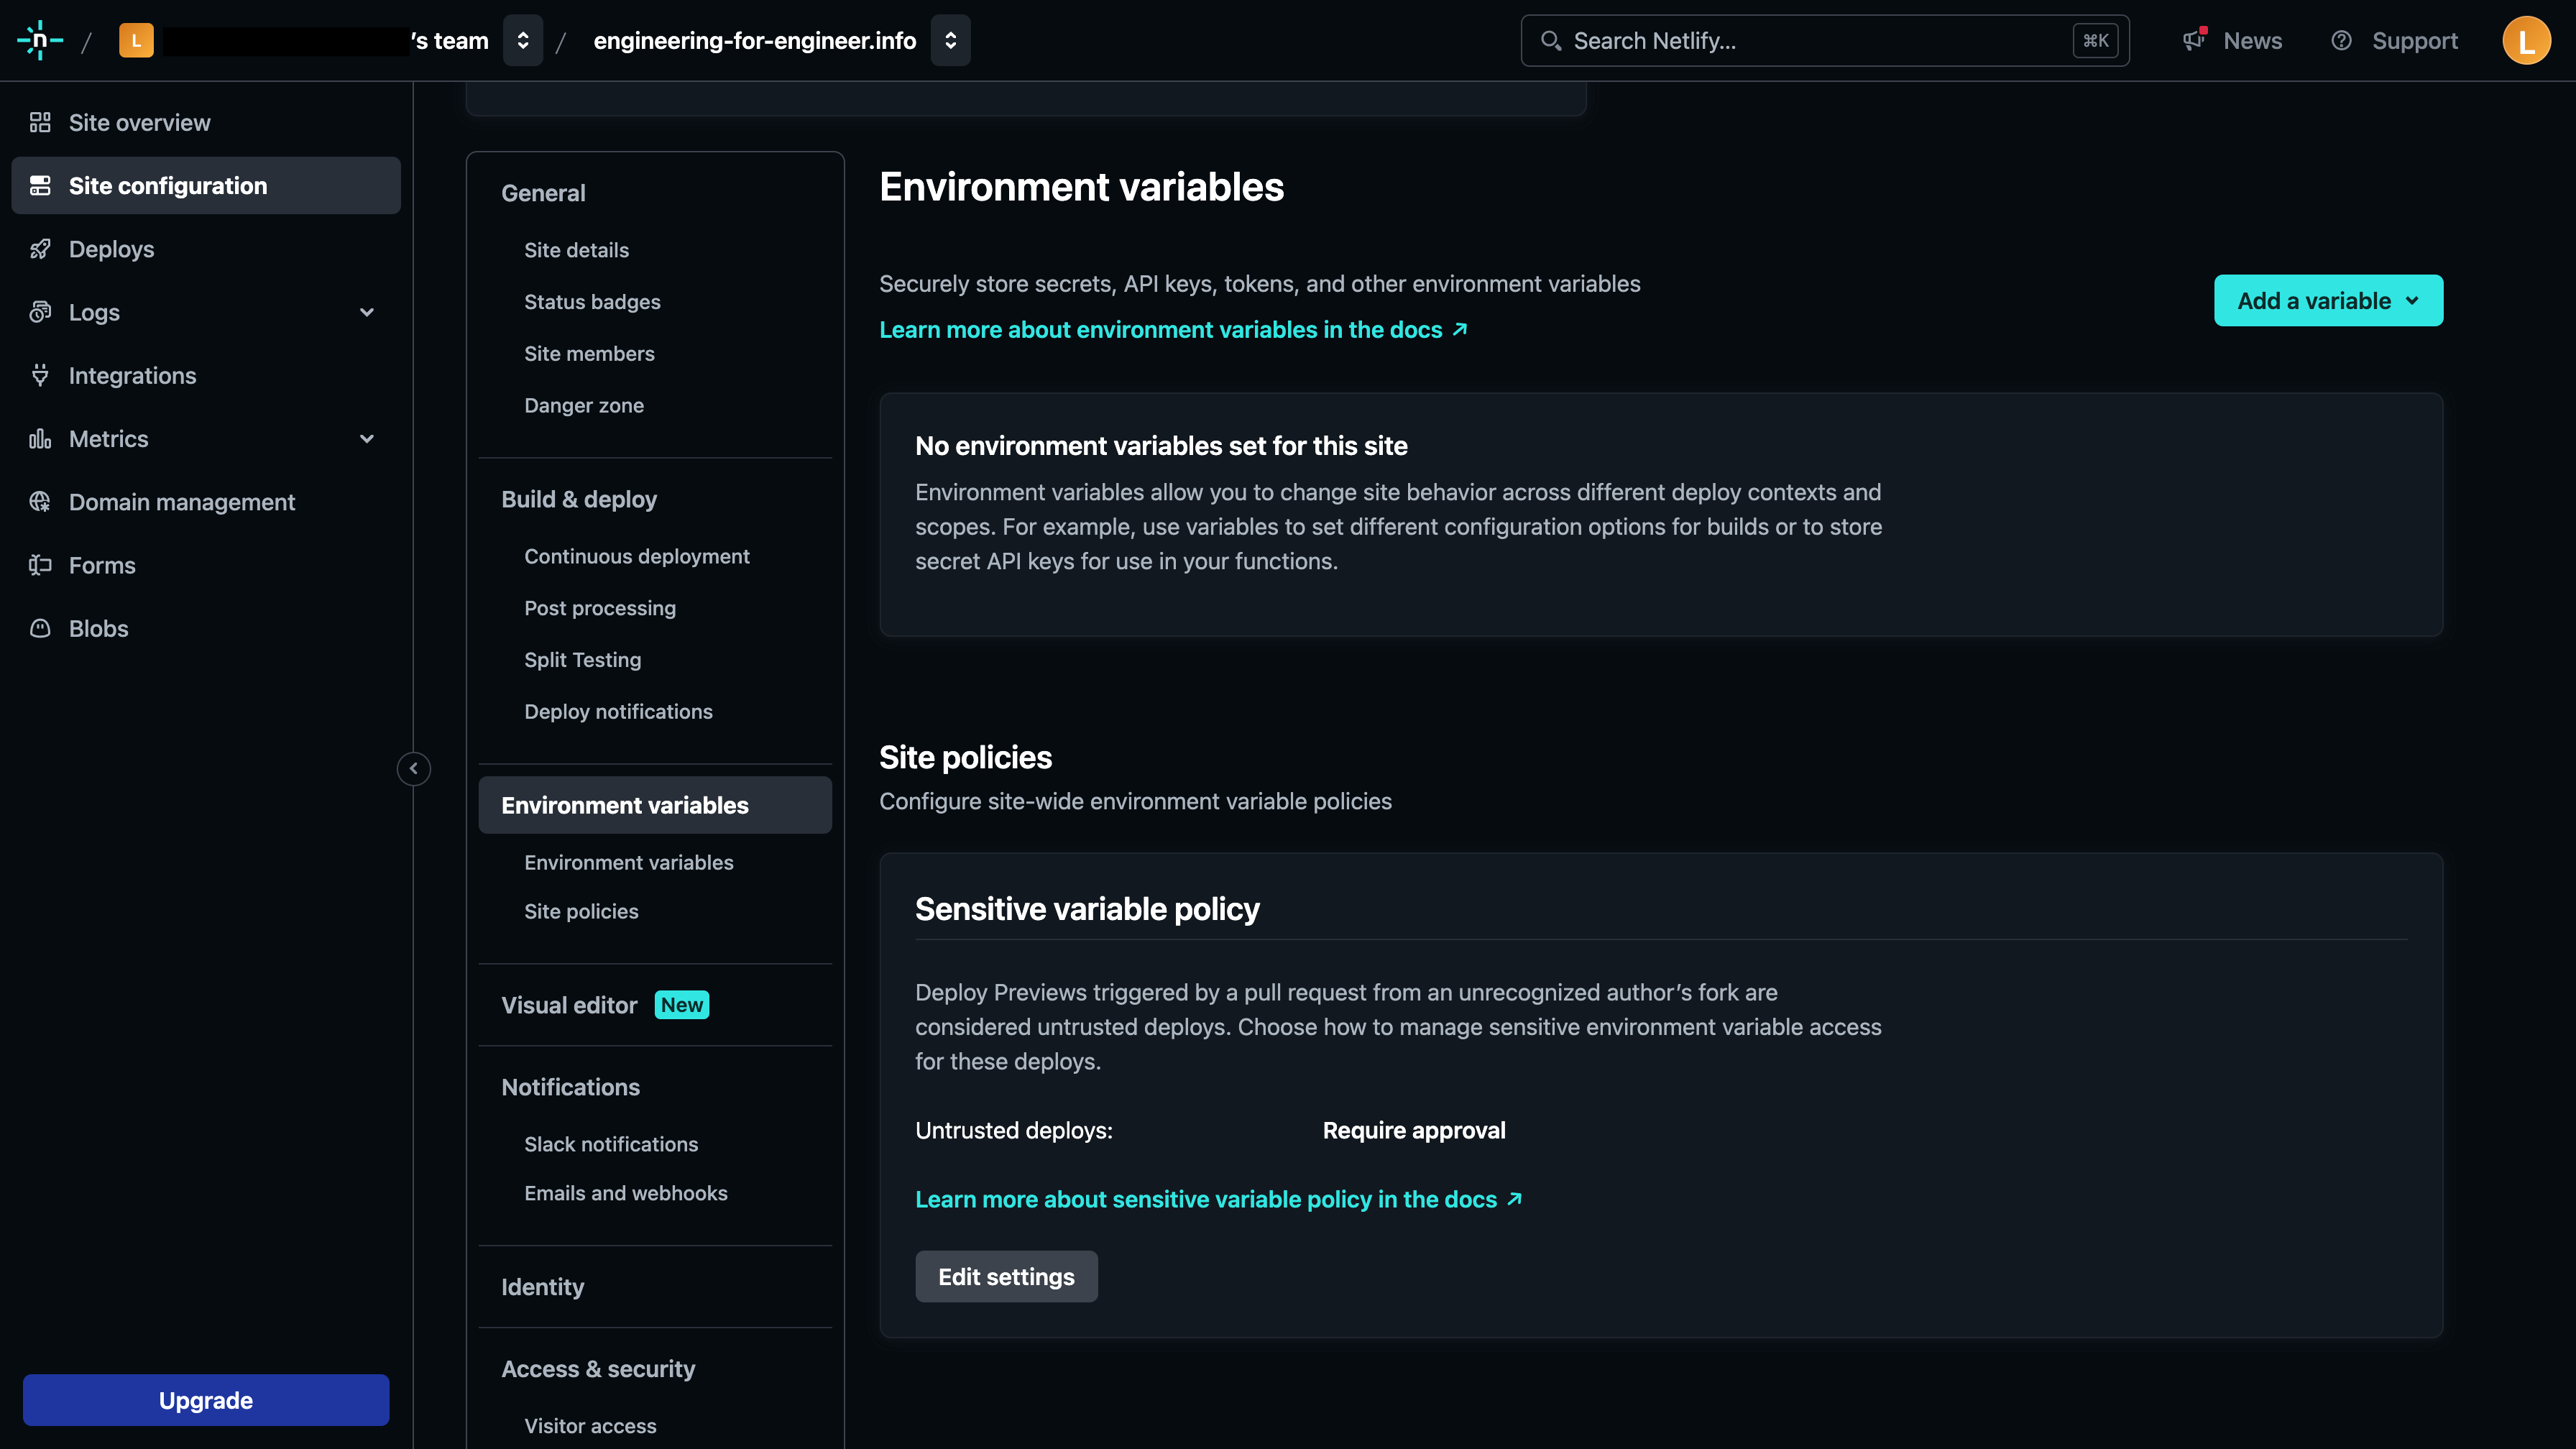 n / L 's team / engineering-for-engineer.info
Search Netlify... ⌘K
News
Support
L
Site overview
Site configuration
Deploys
Logs
Integrations
Metrics
Domain management
Forms
Blobs
Upgrade
General
Site details
Status badges
Site members
Danger zone
Build & deploy
Continuous deployment
Post processing
Split Testing
Deploy notifications
Environment variables
Environment variables
Site policies
Visual editor New
Notifications
Slack notifications
Emails and webhooks
Identity
Access & security
Visitor access
Environment variables
Securely store secrets, API keys, tokens, and other environment variables
Learn more about environment variables in the docs ↗
Add a variable
No environment variables set for this site
Environment variables allow you to change site behavior across different deploy contexts and
scopes. For example, use variables to set different configuration options for builds or to store
secret API keys for use in your functions.
Site policies
Configure site-wide environment variable policies
Sensitive variable policy
Deploy Previews triggered by a pull request from an unrecognized author’s fork are
considered untrusted deploys. Choose how to manage sensitive environment variable access
for these deploys.
Untrusted deploys: Require approval
Learn more about sensitive variable policy in the docs ↗
Edit settings